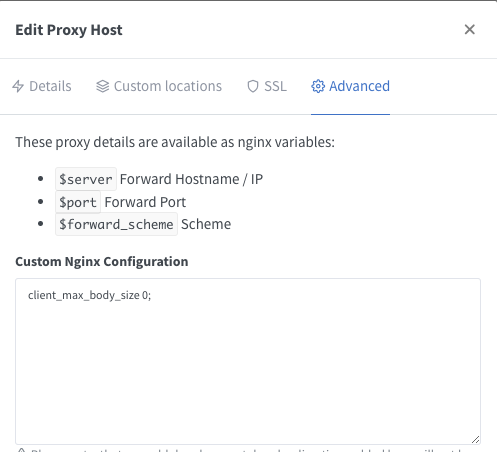 Edit Proxy Host
Details Custom locations SSL Advanced
These proxy details are available as nginx variables:
$server Forward Hostname / IP
$port Forward Port
$forward_scheme Scheme
Custom Nginx Configuration
client_max_body_size 0;